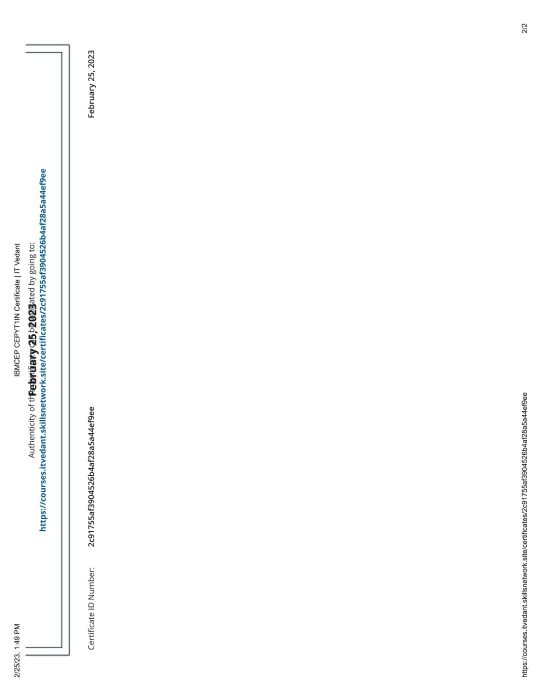 2/25/23, 1:49 PM IBMCEP CEPYT1IN Certificate | IT Vedant
Authenticity of th ated by going to:
February 25, 2023
https://courses.itvedant.skillsnetwork.site/certificates/2c91755af3904526b4af28a5a44ef9ee
Certificate ID Number: 2c91755af3904526b4af28a5a44ef9ee February 25, 2023
https://courses.itvedant.skillsnetwork.site/certificates/2c91755af3904526b4af28a5a44ef9ee 2/2